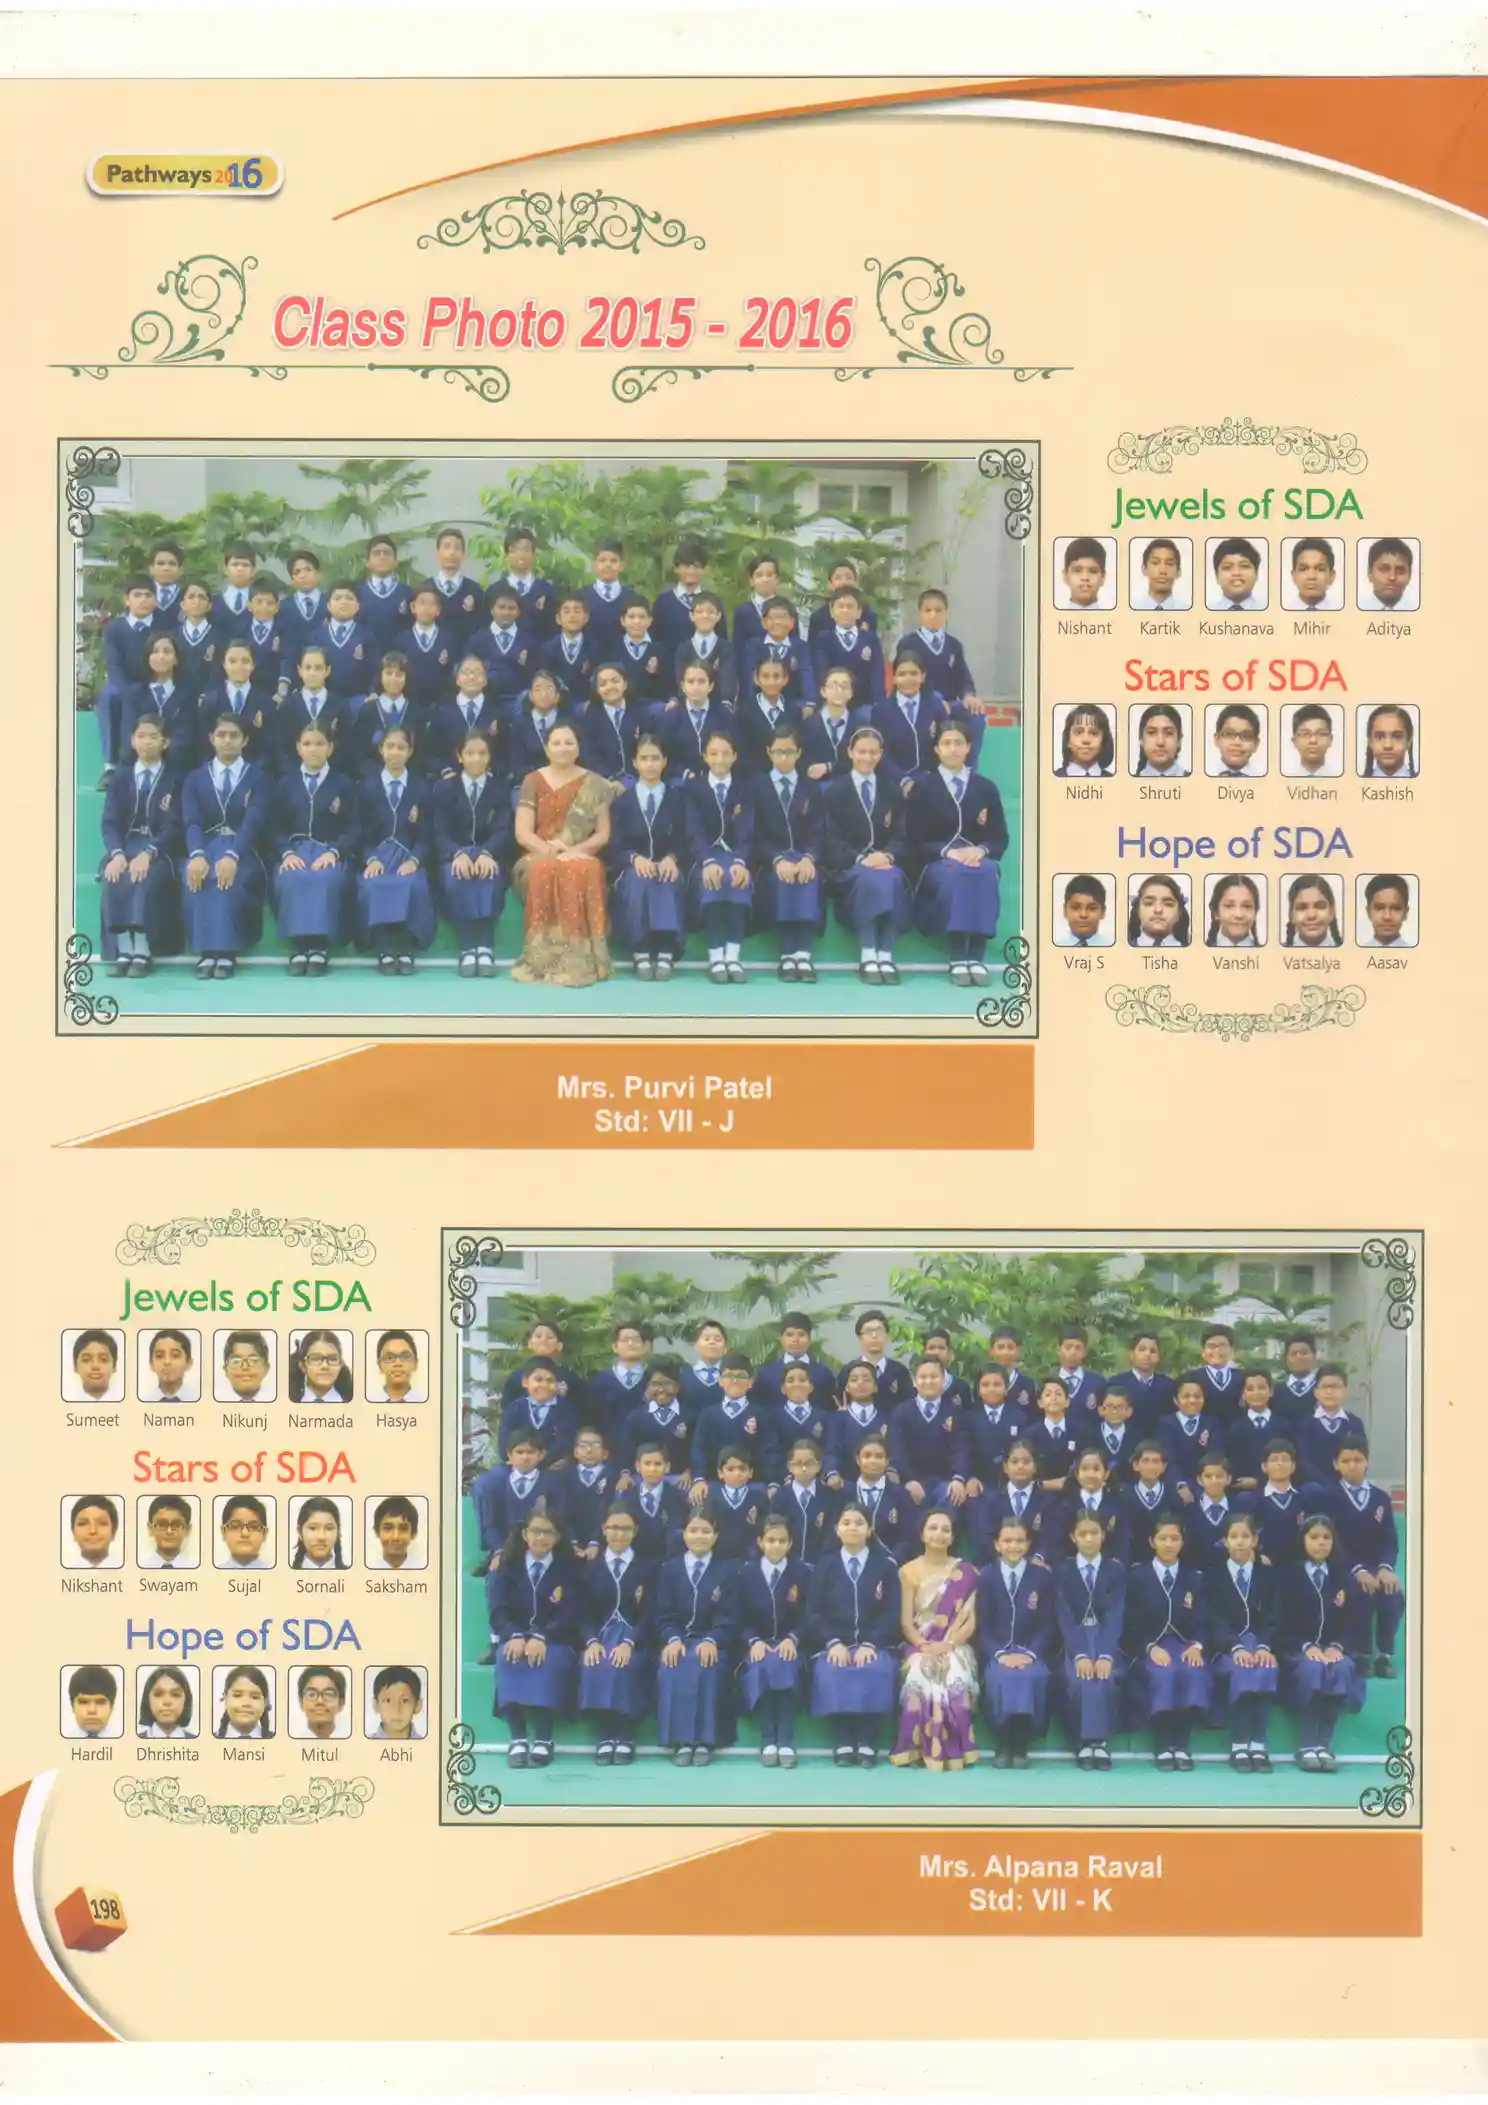 Pathways 2016
Class Photo 2015 - 2016
Jewels of SDA
Nishant Kartik Kushanava Mihir Aditya
Stars of SDA
Nidhi Shruti Divya Vidhan Kashish
Hope of SDA
Vraj S Tisha Vanshi Vatsalya Aasav
Mrs. Purvi Patel
Std: VII - J
Jewels of SDA
Sumeet Naman Nikunj Narmada Hasya
Stars of SDA
Nikshant Swayam Sujal Sornali Saksham
Hope of SDA
Hardil Dhrishita Mansi Mitul Abhi
Mrs. Alpana Raval
Std: VII - K
198